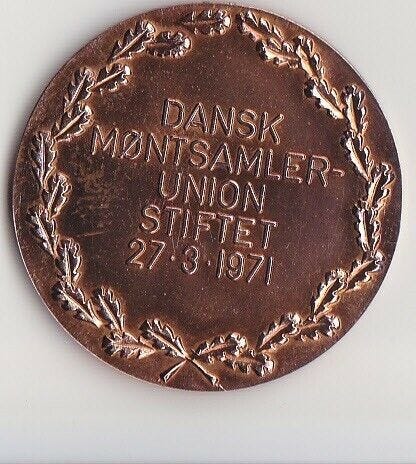 DANSK
MØNTSAMLER-
UNION
STIFTET
27·3·1971